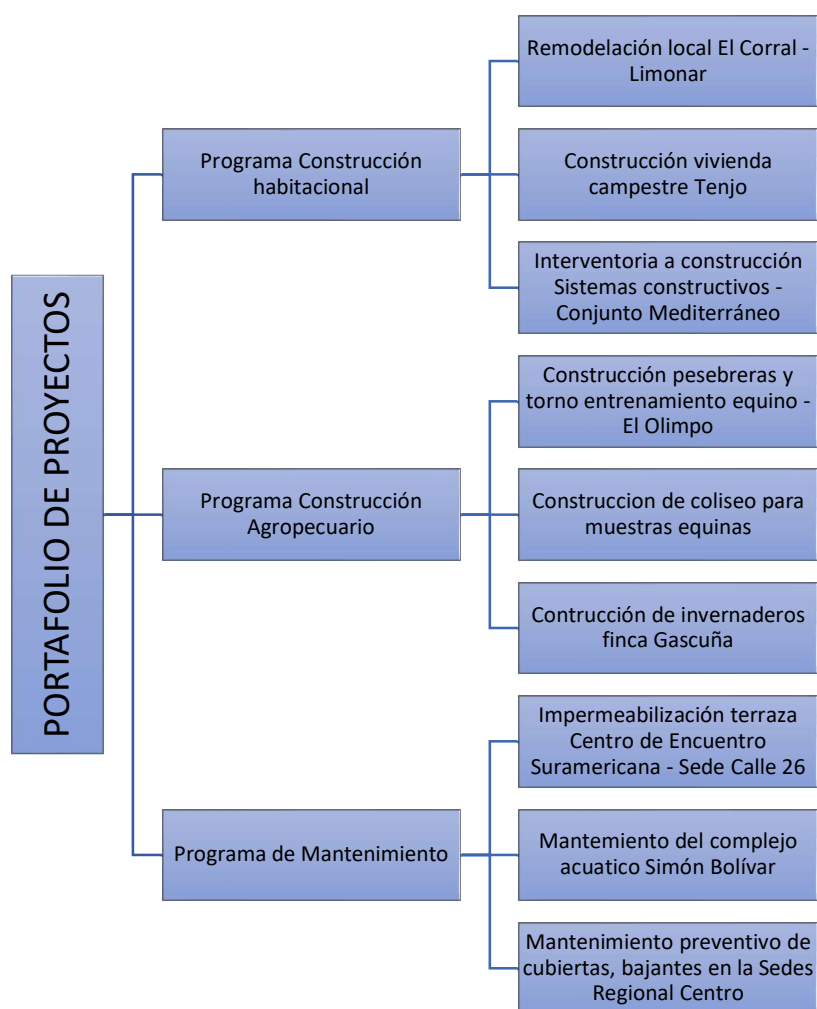 PORTAFOLIO DE PROYECTOS
Programa Construcción
habitacional
Remodelación local El Corral -
Limonar
Construcción vivienda
campestre Tenjo
Interventoria a construcción
Sistemas constructivos -
Conjunto Mediterráneo
Programa Construcción
Agropecuario
Construcción pesebreras y
torno entrenamiento equino -
El Olimpo
Construccion de coliseo para
muestras equinas
Contrucción de invernaderos
finca Gascuña
Programa de Mantenimiento
Impermeabilización terraza
Centro de Encuentro
Suramericana - Sede Calle 26
Mantemiento del complejo
acuatico Simón Bolívar
Mantenimiento preventivo de
cubiertas, bajantes en la Sedes
Regional Centro